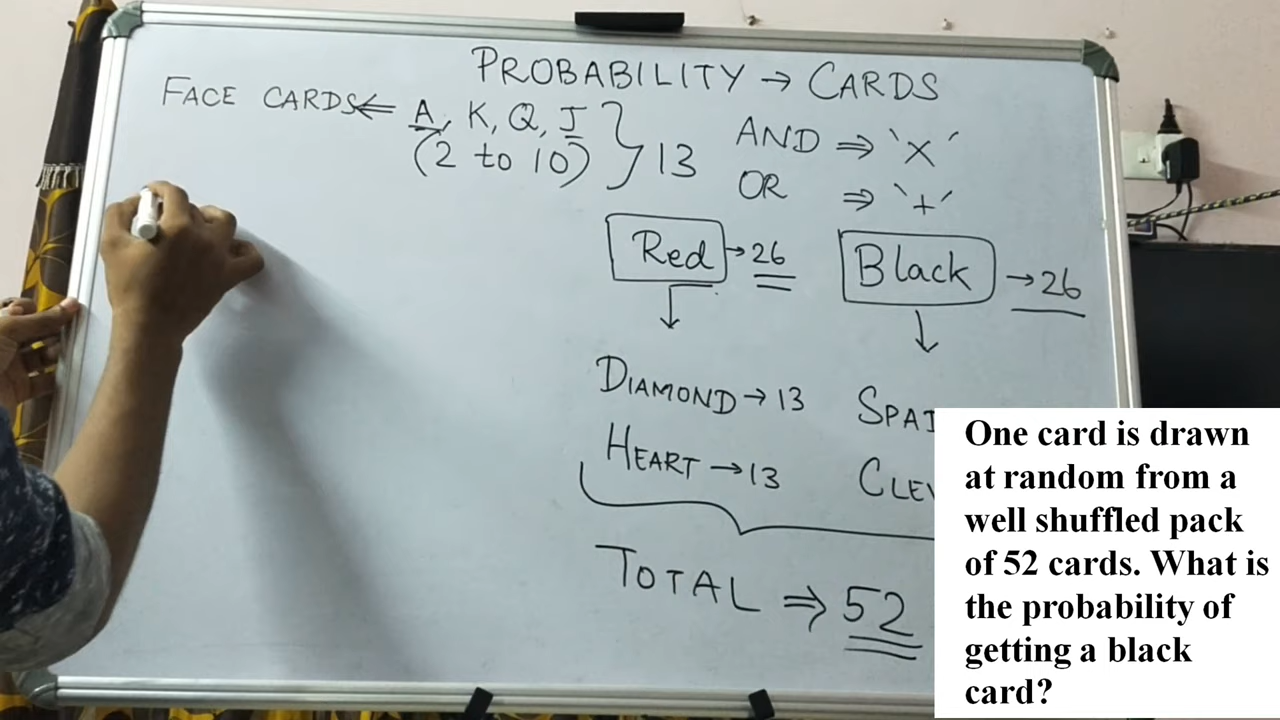 PROBABILITY → CARDS
FACE CARDS ⇐ A, K, Q, J
(2 to 10) } 13
AND ⇒ 'X'
OR ⇒ '+'
Red → 26
Black → 26
DIAMOND → 13
HEART → 13
TOTAL ⇒ 52
One card is drawn
at random from a
well shuffled pack
of 52 cards. What is
the probability of
getting a black
card?